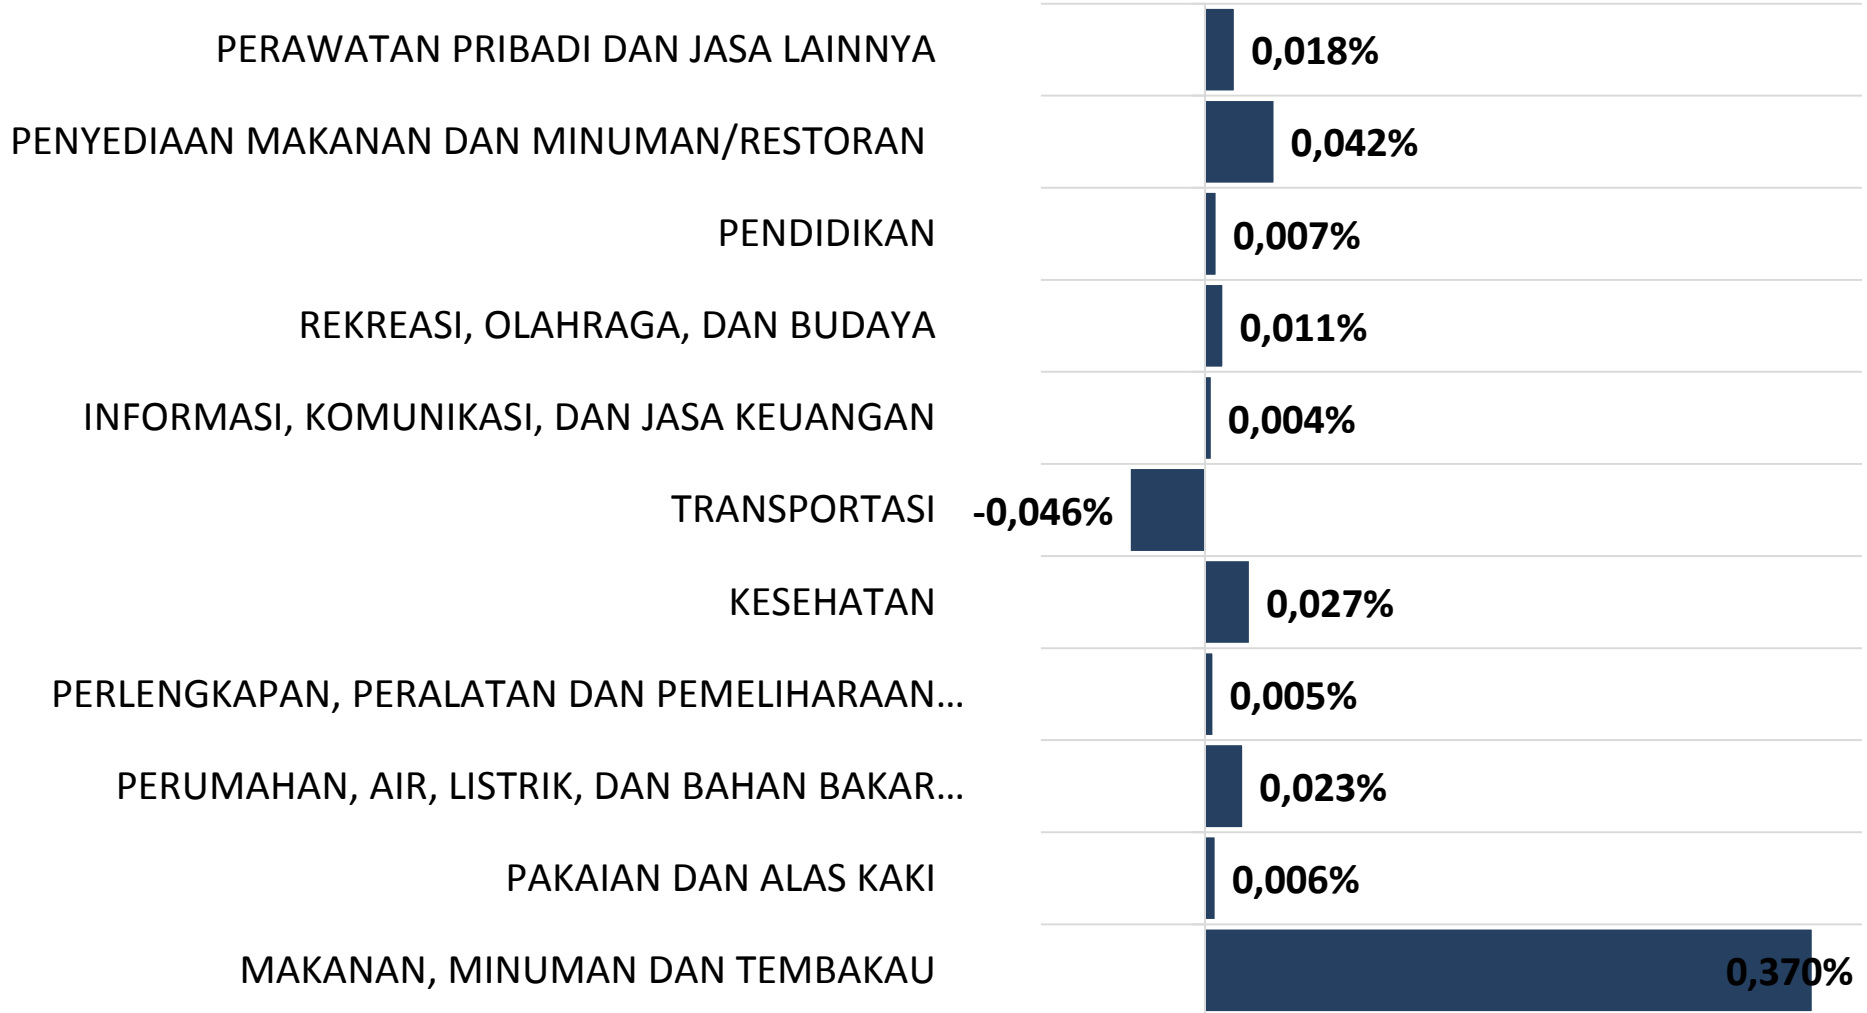 PERAWATAN PRIBADI DAN JASA LAINNYA 0,018%
PENYEDIAAN MAKANAN DAN MINUMAN/RESTORAN 0,042%
PENDIDIKAN 0,007%
REKREASI, OLAHRAGA, DAN BUDAYA 0,011%
INFORMASI, KOMUNIKASI, DAN JASA KEUANGAN 0,004%
TRANSPORTASI -0,046%
KESEHATAN 0,027%
PERLENGKAPAN, PERALATAN DAN PEMELIHARAAN... 0,005%
PERUMAHAN, AIR, LISTRIK, DAN BAHAN BAKAR... 0,023%
PAKAIAN DAN ALAS KAKI 0,006%
MAKANAN, MINUMAN DAN TEMBAKAU 0,370%